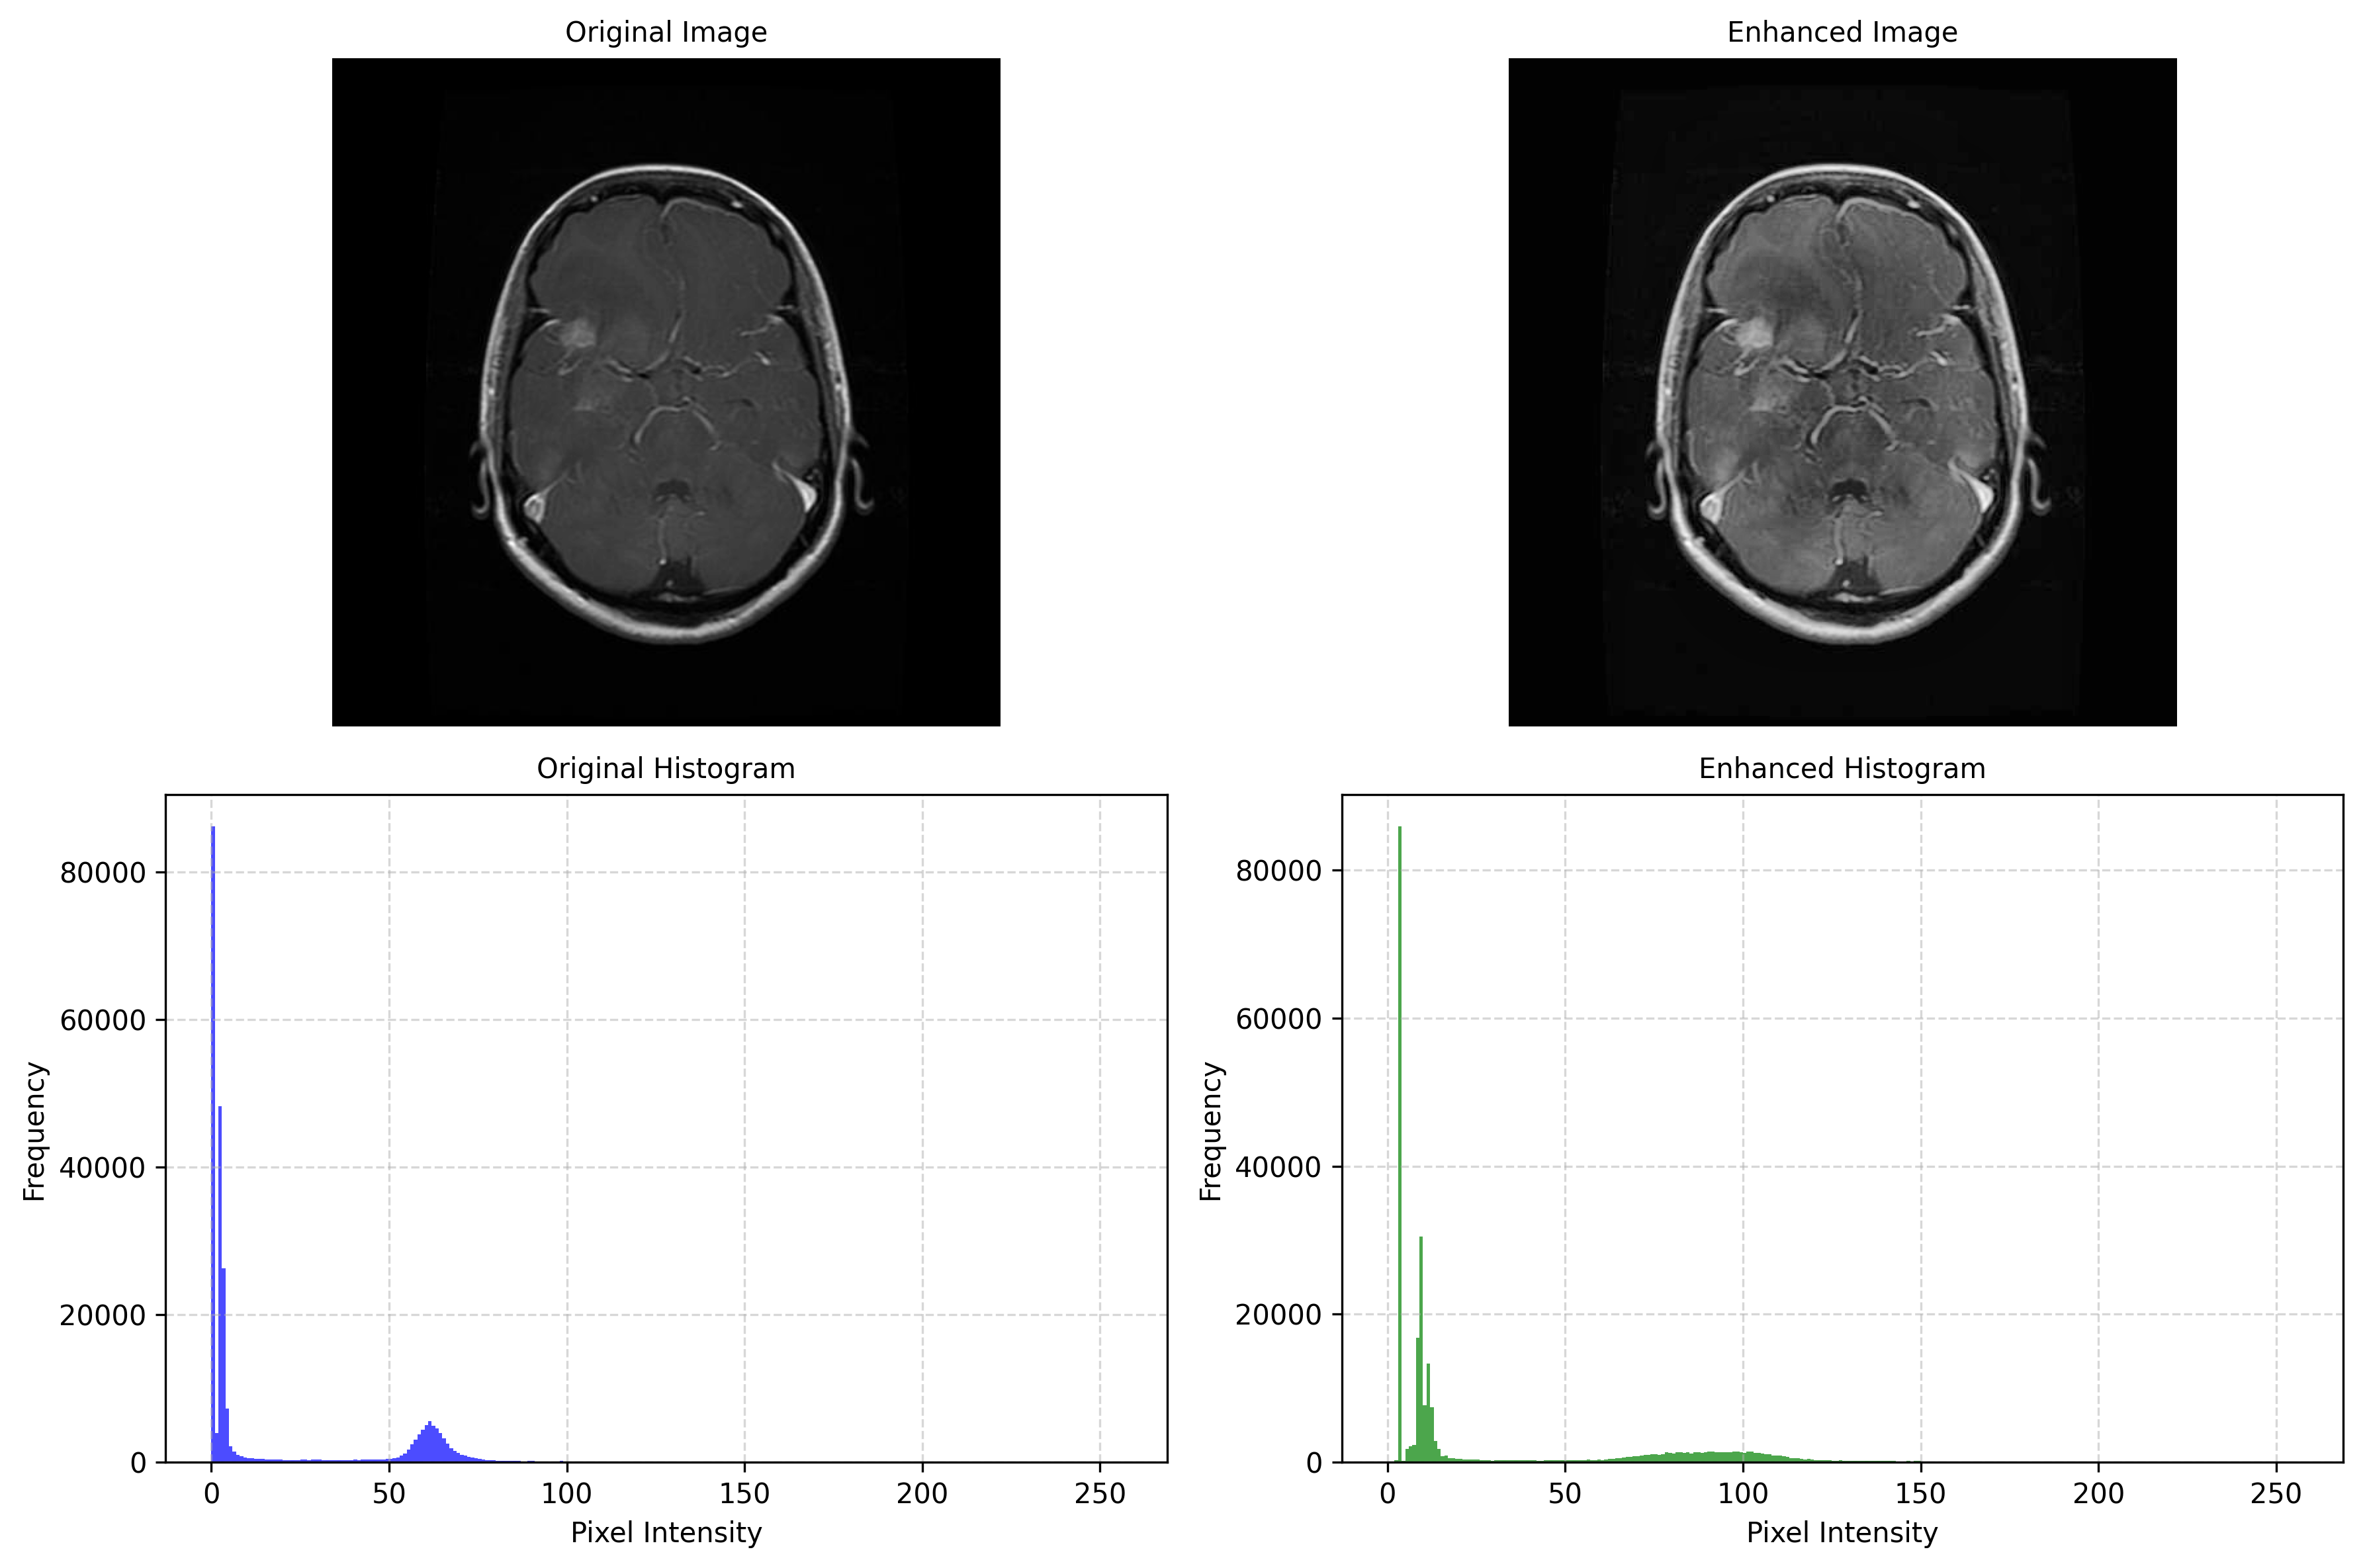 Original Image
Enhanced Image
Original Histogram
Enhanced Histogram
80000
60000
40000
20000
0
Frequency
0 50 100 150 200 250
Pixel Intensity
80000
60000
40000
20000
0
Frequency
0 50 100 150 200 250
Pixel Intensity